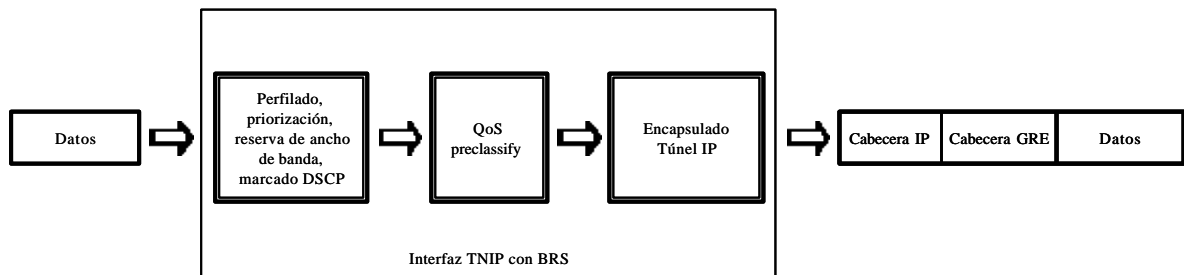 Datos
Perfilado,
priorización,
reserva de ancho
de banda,
marcado DSCP
QoS
preclassify
Encapsulado
Túnel IP
Cabecera IP
Cabecera GRE
Datos
Interfaz TNIP con BRS